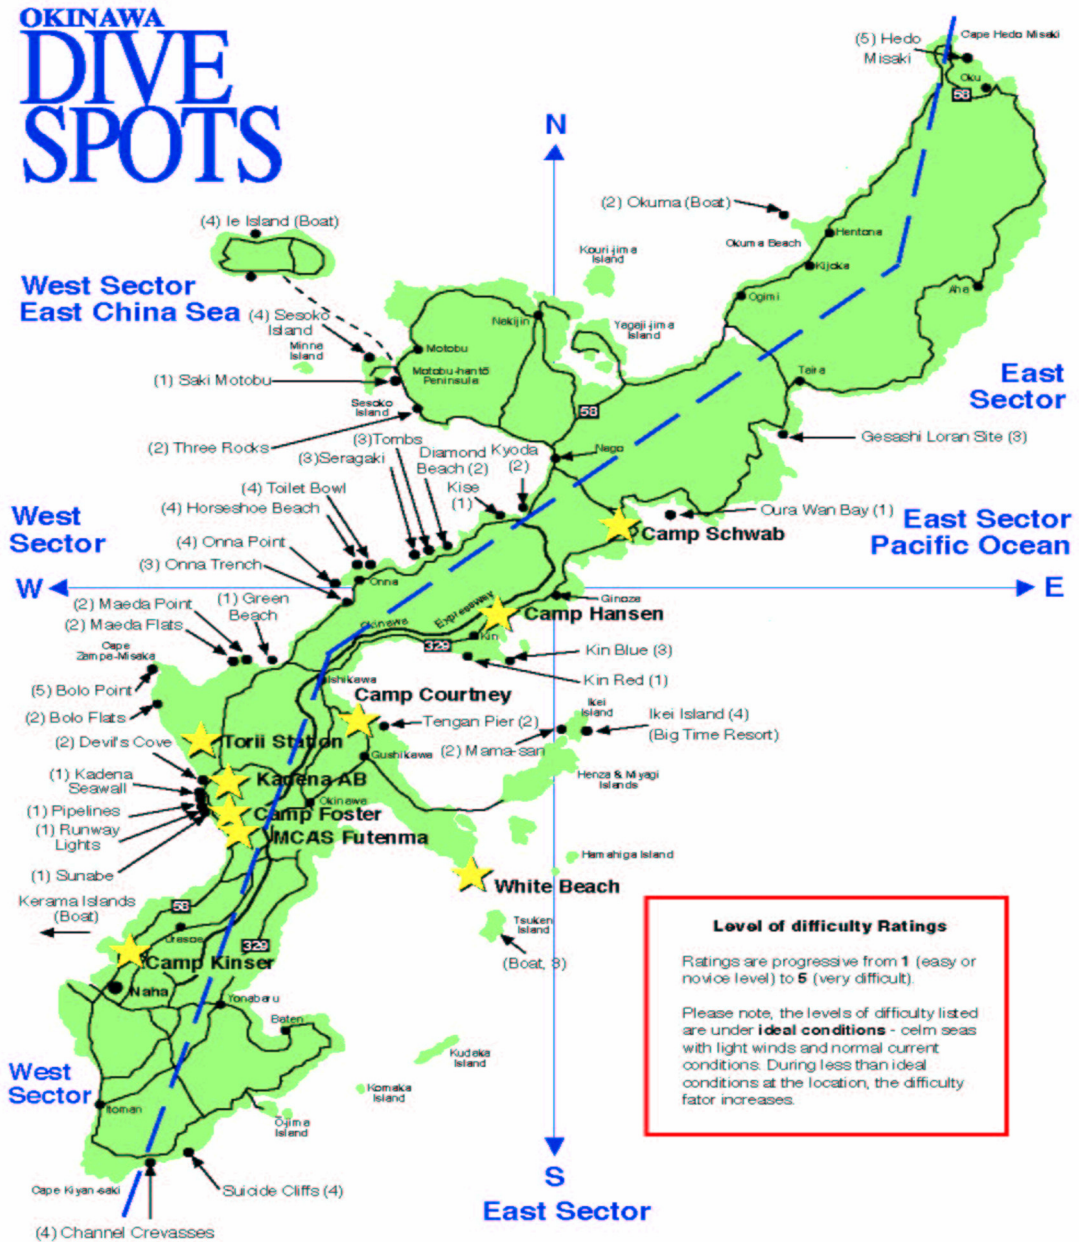 OKINAWA
DIVE
SPOTS
(5) Hedo
Misaki
Cape Hedo Misaki
Oku
58
N
(2) Okuma (Boat)
Okuma Beach
Hentona
Kijoka
Ogimi
Aha
(4) Ie Island (Boat)
Kouri-jima
Island
West Sector
East China Sea
(4) Sesoko
Island
Minna
Island
Nakijin
Yagaji-jima
Island
Motobu
Motobu-hantō
Peninsula
(1) Saki Motobu
Sesoko
Island
58
Taira
East
Sector
(2) Three Rocks
(3)Tombs
(3)Seragaki
Diamond
Beach (2)
Kyoda
(2)
Kise
(1)
Nago
Gesashi Loran Site (3)
(4) Toilet Bowl
(4) Horseshoe Beach
West
Sector
(4) Onna Point
(3) Onna Trench
Onna
Oura Wan Bay (1)
East Sector
Pacific Ocean
Camp Schwab
W
E
(2) Maeda Point
(2) Maeda Flats
(1) Green
Beach
Cape
Zampa-Misaka
Okinawa
Expressway
Ginoza
Camp Hansen
329
Kin
Kin Blue (3)
Kin Red (1)
(5) Bolo Point
(2) Bolo Flats
Ishikawa
Camp Courtney
Tengan Pier (2)
Ikei
Island
Ikei Island (4)
(Big Time Resort)
(2) Devil's Cove
Torii Station
Gushikawa
(2) Mama-san
(1) Kadena
Seawall
Kadena AB
Henza & Miyagi
Islands
Okinawa
(1) Pipelines
Camp Foster
(1) Runway
Lights
MCAS Futenma
(1) Sunabe
Hamahiga Island
White Beach
Kerama Islands
(Boat)
58
Tsuken
Island
(Boat, 3)
329
Camp Kinser
Naha
Yonabaru
Baten
Kudaka
Island
Komaka
Island
West
Sector
Itoman
Ōjima
Island
Cape Kiyan-saki
Suicide Cliffs (4)
(4) Channel Crevasses
S
East Sector
Level of difficulty Ratings
Ratings are progressive from 1 (easy or
novice level) to 5 (very difficult).
Please note, the levels of difficulty listed
are under ideal conditions - celm seas
with light winds and normal current
conditions. During less than ideal
conditions at the location, the difficulty
fator increases.